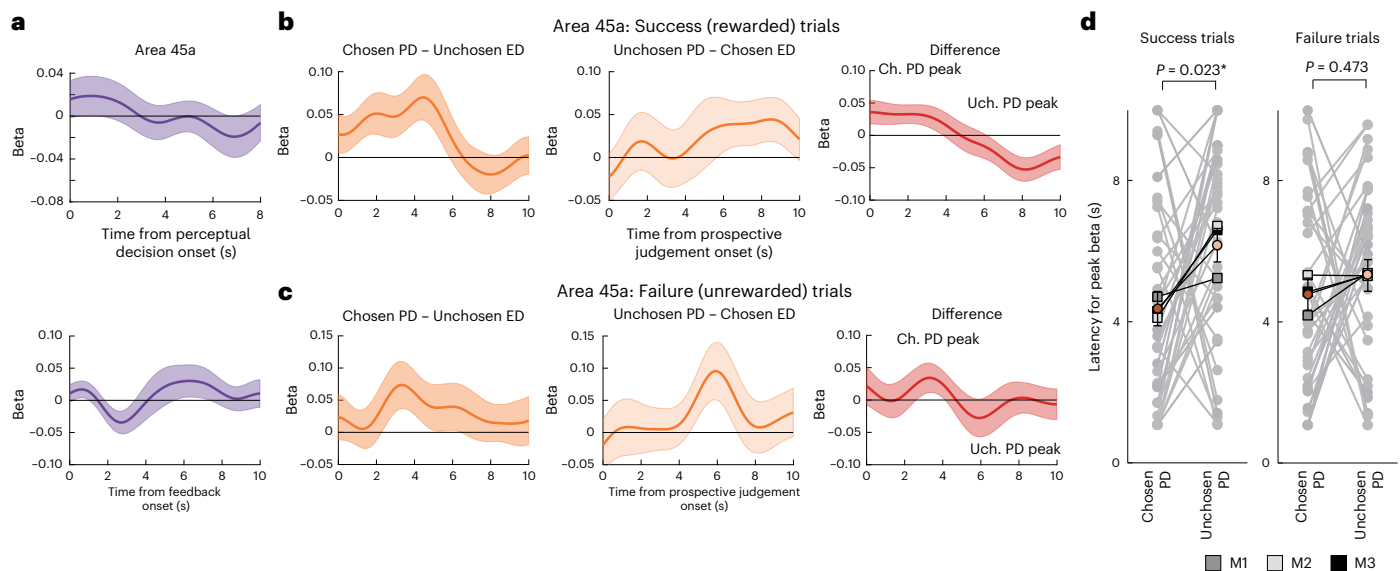 a
Area 45a
0.04
0
–0.04
–0.08
Beta
0 2 4 6 8
Time from perceptual
decision onset (s)
0.15
0.10
0.05
0
–0.05
–0.10
Beta
0 2 4 6 8 10
Time from feedback
onset (s)
b
Area 45a: Success (rewarded) trials
Chosen PD – Unchosen ED
0.10
0.05
0
–0.05
Beta
0 2 4 6 8 10
Unchosen PD – Chosen ED
0.10
0.05
0
–0.05
Beta
0 2 4 6 8 10
Time from prospective
judgement onset (s)
Difference
Ch. PD peak
Uch. PD peak
0.10
0.05
0
–0.05
–0.10
Beta
0 2 4 6 8 10
c
Area 45a: Failure (unrewarded) trials
Chosen PD – Unchosen ED
0.15
0.10
0.05
0
–0.05
Beta
0 2 4 6 8 10
Unchosen PD – Chosen ED
0.15
0.10
0.05
0
–0.05
Beta
0 2 4 6 8 10
Time from prospective judgement
onset (s)
Difference
Ch. PD peak
Uch. PD peak
0.15
0.10
0.05
0
–0.05
–0.10
Beta
0 2 4 6 8 10
d
Success trials
P = 0.023*
8
4
0
Latency for peak beta (s)
Chosen
PD
Unchosen
PD
Failure trials
P = 0.473
8
4
0
Chosen
PD
Unchosen
PD
M1 M2 M3